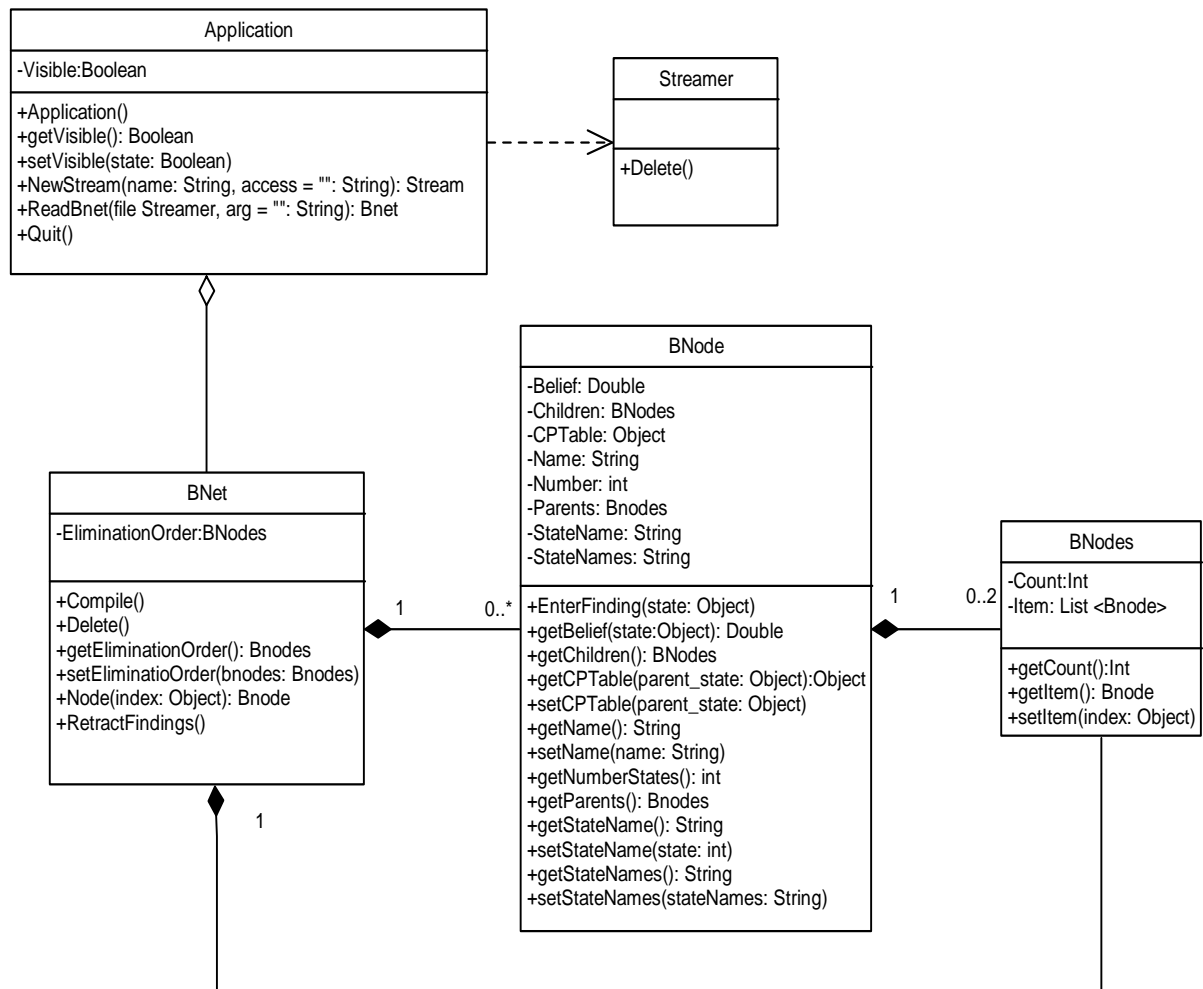 Application
-Visible:Boolean
+Application()
+getVisible(): Boolean
+setVisible(state: Boolean)
+NewStream(name: String, access = "": String): Stream
+ReadBnet(file Streamer, arg = "": String): Bnet
+Quit()
Streamer
+Delete()
BNet
-EliminationOrder:BNodes
+Compile()
+Delete()
+getEliminationOrder(): Bnodes
+setEliminatioOrder(bnodes: Bnodes)
+Node(index: Object): Bnode
+RetractFindings()
1
0..*
1
BNode
-Belief: Double
-Children: BNodes
-CPTable: Object
-Name: String
-Number: int
-Parents: Bnodes
-StateName: String
-StateNames: String
+EnterFinding(state: Object)
+getBelief(state:Object): Double
+getChildren(): BNodes
+getCPTable(parent_state: Object):Object
+setCPTable(parent_state: Object)
+getName(): String
+setName(name: String)
+getNumberStates(): int
+getParents(): Bnodes
+getStateName(): String
+setStateName(state: int)
+getStateNames(): String
+setStateNames(stateNames: String)
1
0..2
BNodes
-Count:Int
-Item: List <Bnode>
+getCount():Int
+getItem(): Bnode
+setItem(index: Object)